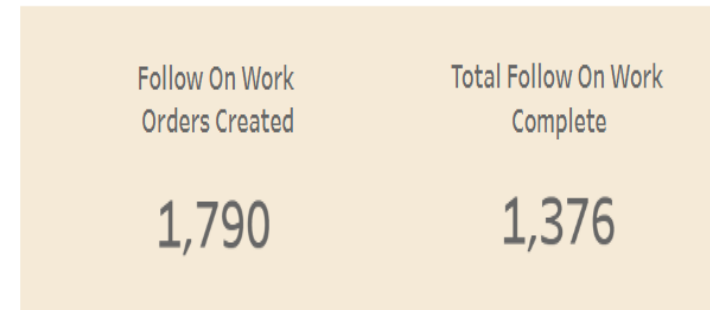 Follow On Work
Orders Created
1,790
Total Follow On Work
Complete
1,376